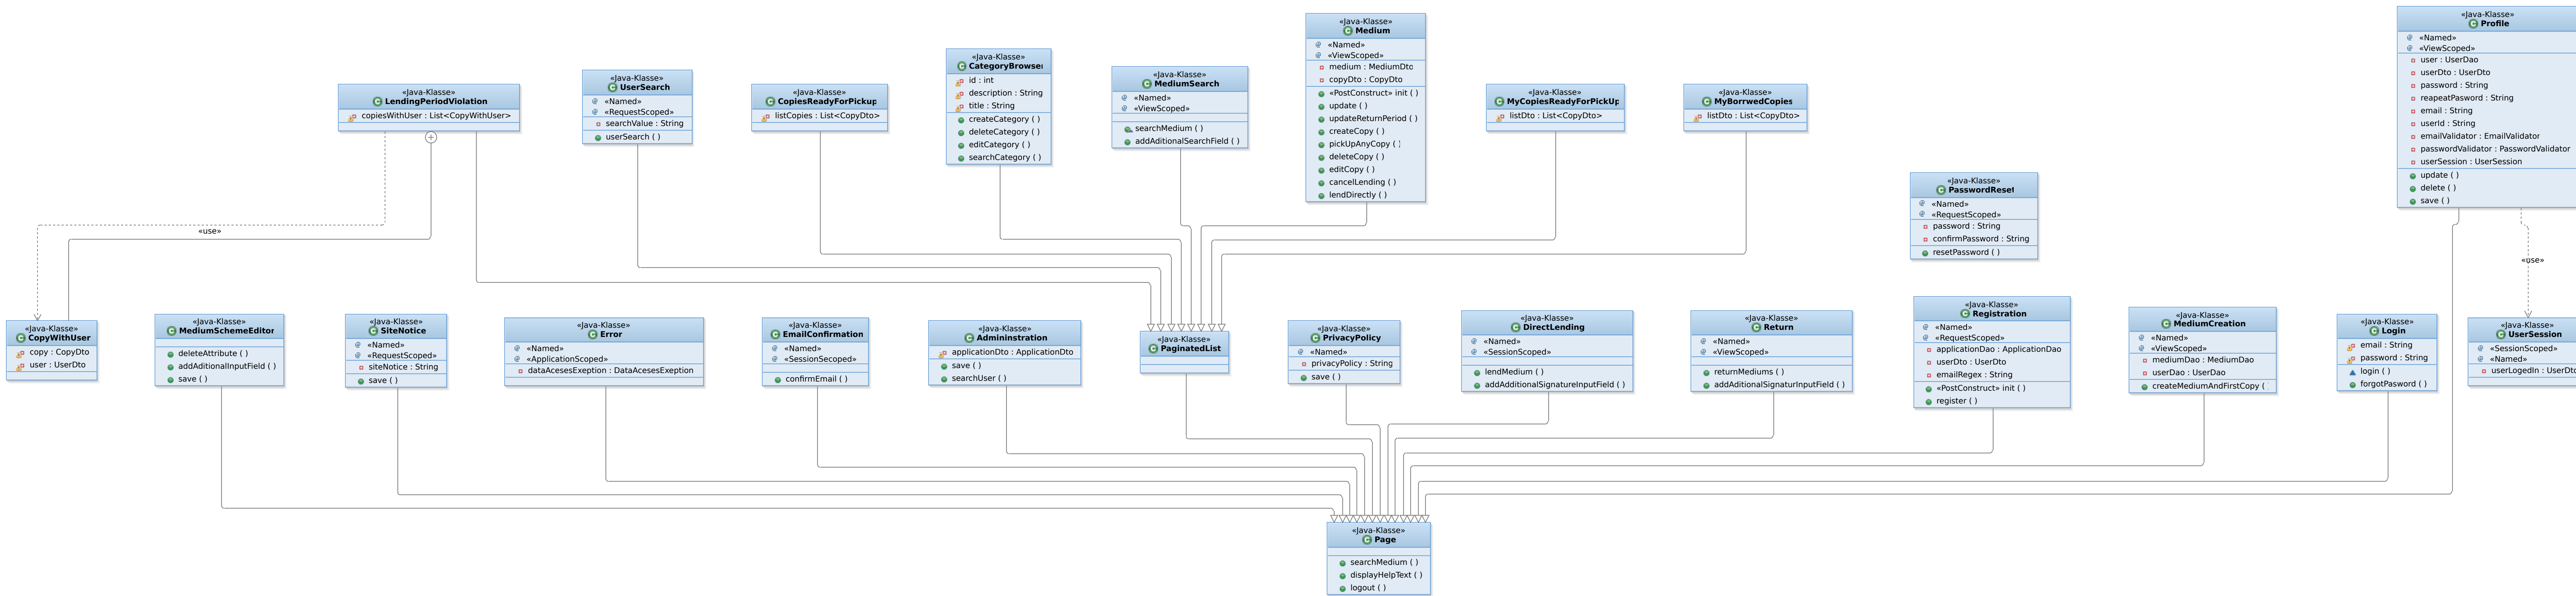 «Java-Klasse»
Profile
«Named»
«ViewScoped»
user : UserDao
userDto : UserDto
password : String
reapeatPasword : String
email : String
userId : String
emailValidator : EmailValidator
passwordValidator : PasswordValidator
userSession : UserSession
update ( )
delete ( )
save ( )
«Java-Klasse»
Medium
«Named»
«ViewScoped»
medium : MediumDto
copyDto : CopyDto
«PostConstruct» init ( )
update ( )
updateReturnPeriod ( )
createCopy ( )
pickUpAnyCopy ( )
deleteCopy ( )
editCopy ( )
cancelLending ( )
lendDirectly ( )
«Java-Klasse»
LendingPeriodViolation
copiesWithUser : List<CopyWithUser>
«Java-Klasse»
UserSearch
«Named»
«RequestScoped»
searchValue : String
userSearch ( )
«Java-Klasse»
CopiesReadyForPickup
listCopies : List<CopyDto>
«Java-Klasse»
CategoryBrowser
id : int
description : String
title : String
createCategory ( )
deleteCategory ( )
editCategory ( )
searchCategory ( )
«Java-Klasse»
MediumSearch
«Named»
«ViewScoped»
searchMedium ( )
addAditionalSearchField ( )
«Java-Klasse»
MyCopiesReadyForPickUp
listDto : List<CopyDto>
«Java-Klasse»
MyBorrwedCopies
listDto : List<CopyDto>
«Java-Klasse»
PasswordReset
«Named»
«RequestScoped»
password : String
confirmPassword : String
resetPassword ( )
«use»
«use»
«Java-Klasse»
CopyWithUser
copy : CopyDto
user : UserDto
«Java-Klasse»
MediumSchemeEditor
deleteAttribute ( )
addAditionalInputField ( )
save ( )
«Java-Klasse»
SiteNotice
«Named»
«RequestScoped»
siteNotice : String
save ( )
«Java-Klasse»
Error
«Named»
«ApplicationScoped»
dataAcesesExeption : DataAcesesExeption
«Java-Klasse»
EmailConfirmation
«Named»
«SessionSecoped»
confirmEmail ( )
«Java-Klasse»
Admininstration
applicationDto : ApplicationDto
save ( )
searchUser ( )
«Java-Klasse»
PaginatedList
«Java-Klasse»
PrivacyPolicy
«Named»
privacyPolicy : String
save ( )
«Java-Klasse»
DirectLending
«Named»
«SessionScoped»
lendMedium ( )
addAdditionalSignatureInputField ( )
«Java-Klasse»
Return
«Named»
«ViewScoped»
returnMediums ( )
addAditionalSignaturInputField ( )
«Java-Klasse»
Registration
«Named»
«RequestScoped»
applicationDao : ApplicationDao
userDto : UserDto
emailRegex : String
«PostConstruct» init ( )
register ( )
«Java-Klasse»
MediumCreation
«Named»
«ViewScoped»
mediumDao : MediumDao
userDao : UserDao
createMediumAndFirstCopy (
«Java-Klasse»
Login
email : String
password : String
login ( )
forgotPasword ( )
«Java-Klasse»
UserSession
«SessionScoped»
«Named»
userLogedIn : UserDto
«Java-Klasse»
Page
searchMedium ( )
displayHelpText ( )
logout ( )